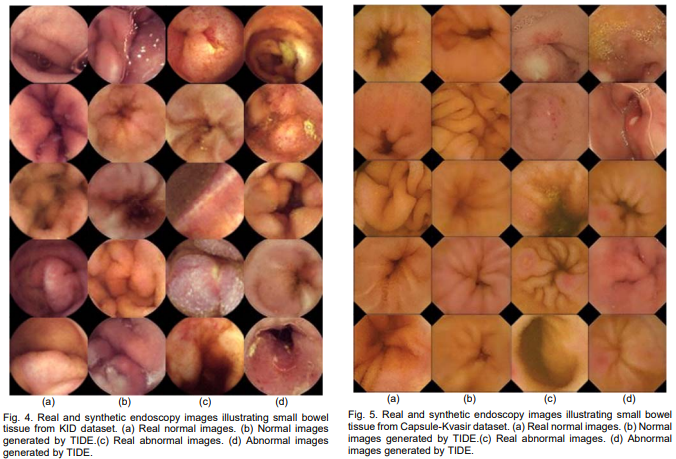 (a) (b) (c) (d)
Fig. 4. Real and synthetic endoscopy images illustrating small bowel
tissue from KID dataset. (a) Real normal images. (b) Normal images
generated by TIDE.(c) Real abnormal images. (d) Abnormal images
generated by TIDE.
(a) (b) (c) (d)
Fig. 5. Real and synthetic endoscopy images illustrating small bowel
tissue from Capsule-Kvasir dataset. (a) Real normal images. (b) Normal
images generated by TIDE.(c) Real abnormal images. (d) Abnormal
images generated by TIDE.